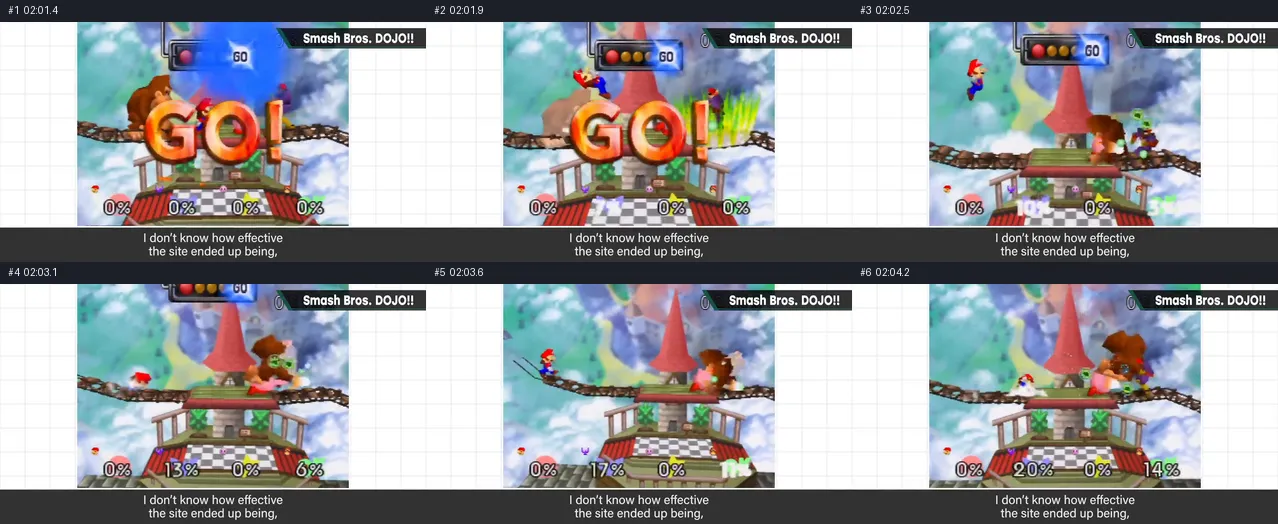 #1 02:01.4
Smash Bros. DOJO!!
GO
GO!
0% 0% 0% 0%
I don't know how effective
the site ended up being,
#2 02:01.9
Smash Bros. DOJO!!
GO
GO!
0% 0% 0%
I don't know how effective
the site ended up being,
#3 02:02.5
Smash Bros. DOJO!!
GO
0% 0%
I don't know how effective
the site ended up being,
#4 02:03.1
Smash Bros. DOJO!!
GO
0% 13% 0% 6%
I don't know how effective
the site ended up being,
#5 02:03.6
Smash Bros. DOJO!!
0% 17% 0%
I don't know how effective
the site ended up being,
#6 02:04.2
Smash Bros. DOJO!!
0% 20% 0% 14%
I don't know how effective
the site ended up being,